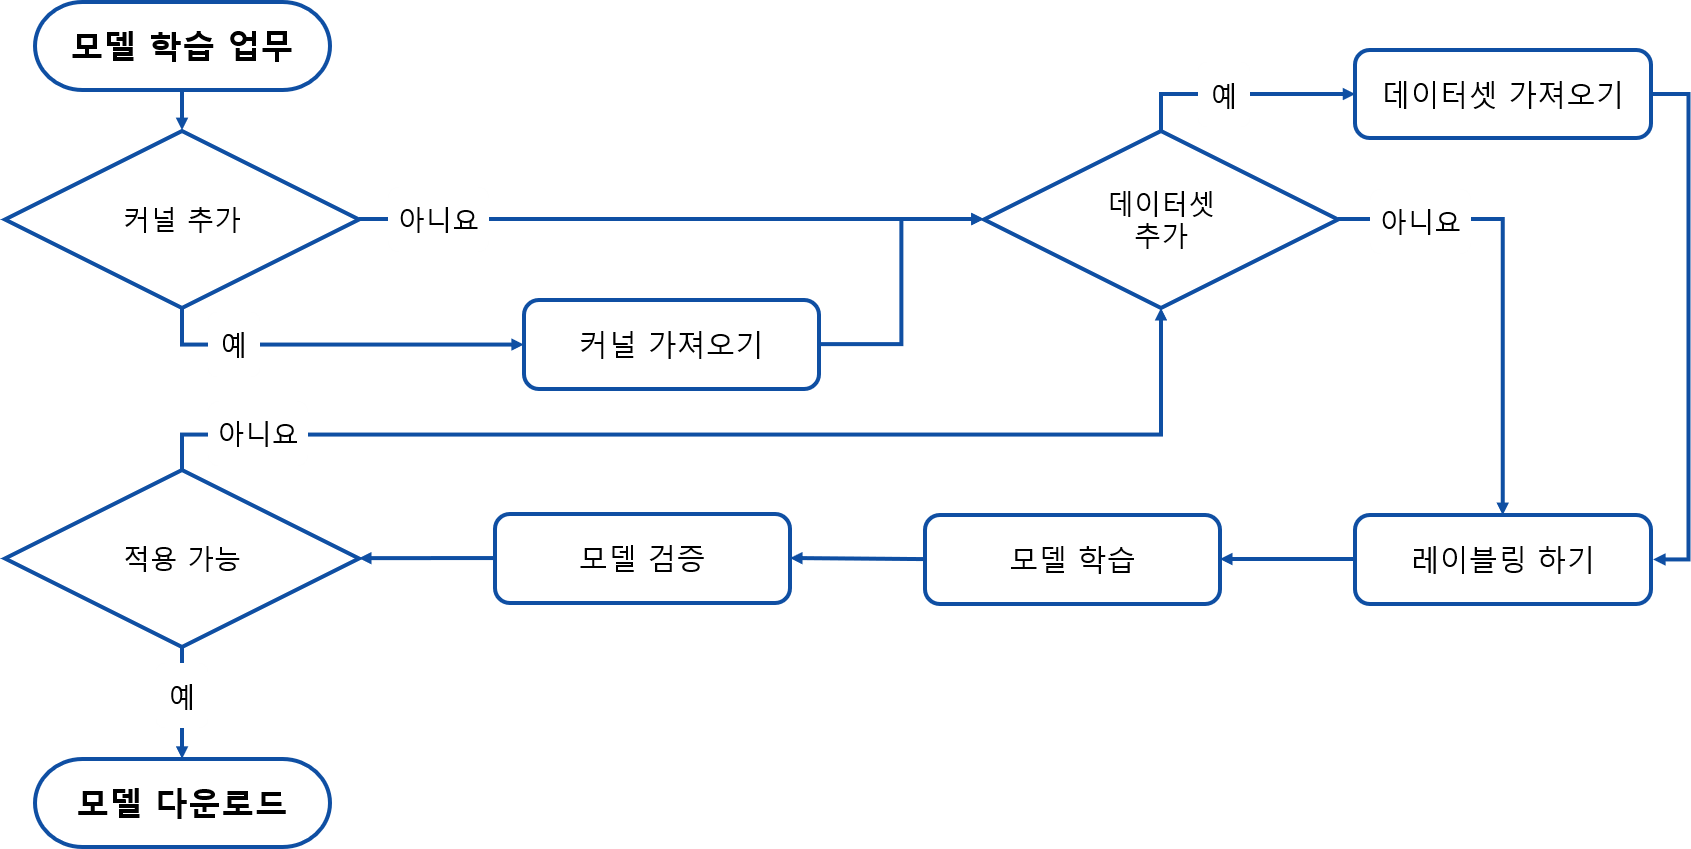 모델 학습 업무
커널 추가
아니요
예
커널 가져오기
데이터셋
추가
예
데이터셋 가져오기
아니요
아니요
적용 가능
모델 검증
모델 학습
레이블링 하기
예
모델 다운로드